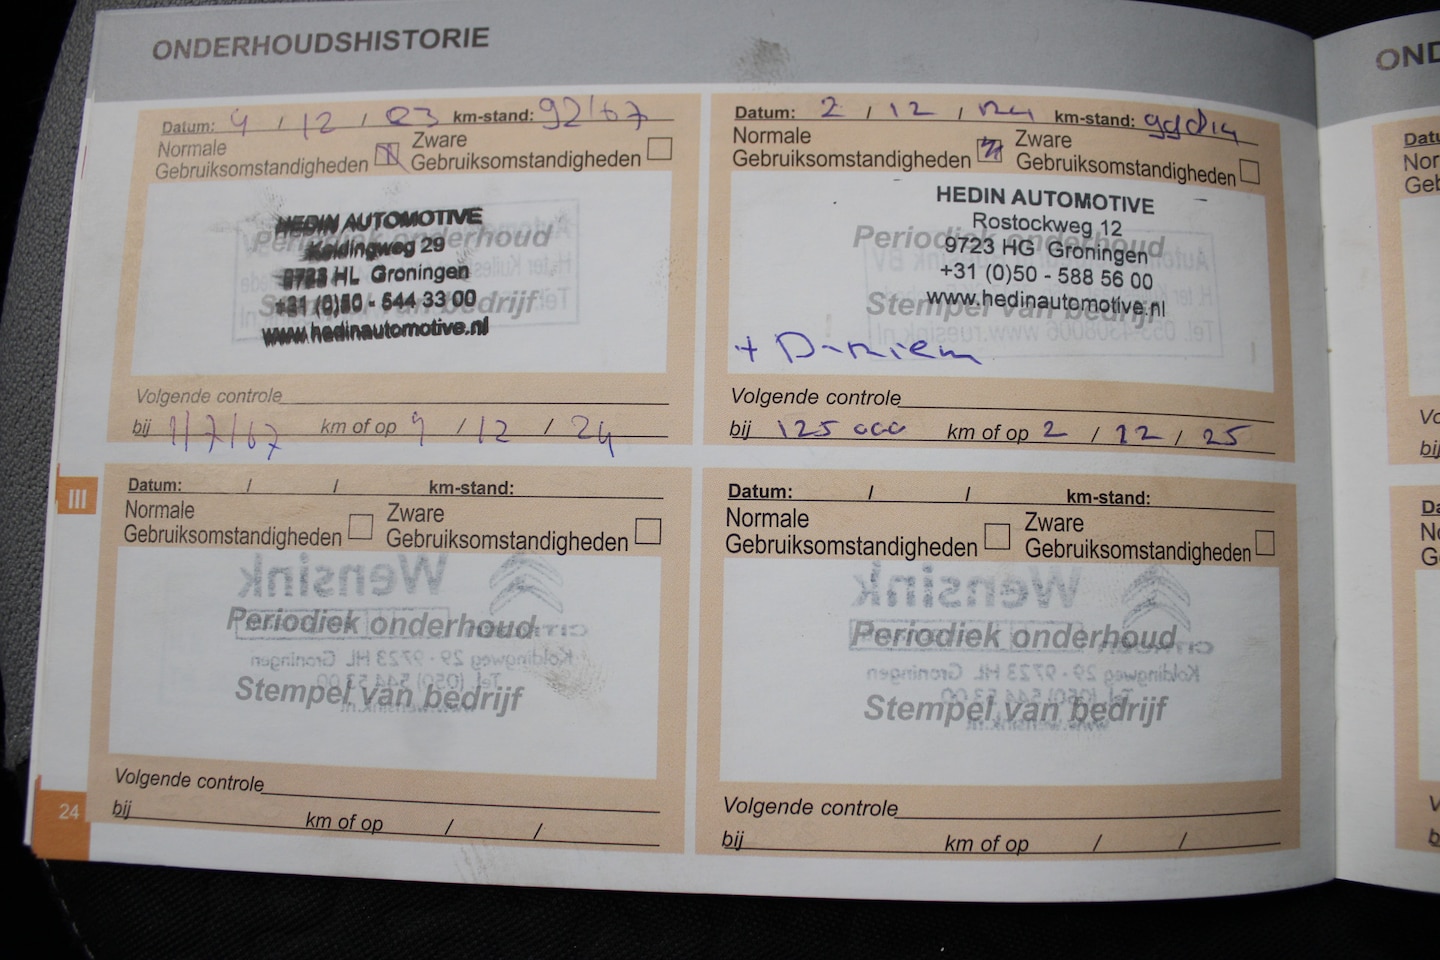 ONDERHOUDSHISTORIE
Datum: 4 / 12 / 23 km-stand: 92167
Normale
Gebruiksomstandigheden
Zware
Gebruiksomstandigheden
HEDIN AUTOMOTIVE
Koldingweg 29
9723 HL Groningen
+31 (0)50 - 544 33 00
www.hedinautomotive.nl
Periodiek onderhoud
Stempel van bedrijf
Volgende controle
bij 117167 km of op 4 / 12 / 24
Datum: 2 / 12 / km-stand:
Normale
Gebruiksomstandigheden
Zware
Gebruiksomstandigheden
HEDIN AUTOMOTIVE
Rostockweg 12
9723 HG Groningen
+31 (0)50 - 588 56 00
www.hedinautomotive.nl
Periodiek onderhoud
Stempel van bedrijf
+
Volgende controle
bij 125 000 km of op 2 / 12 / 25
III
Datum: / / km-stand:
Normale
Gebruiksomstandigheden
Zware
Gebruiksomstandigheden
Periodiek onderhoud
Stempel van bedrijf
Volgende controle
bij km of op / /
Datum: / / km-stand:
Normale
Gebruiksomstandigheden
Zware
Gebruiksomstandigheden
Periodiek onderhoud
Stempel van bedrijf
Volgende controle
bij km of op / /
24